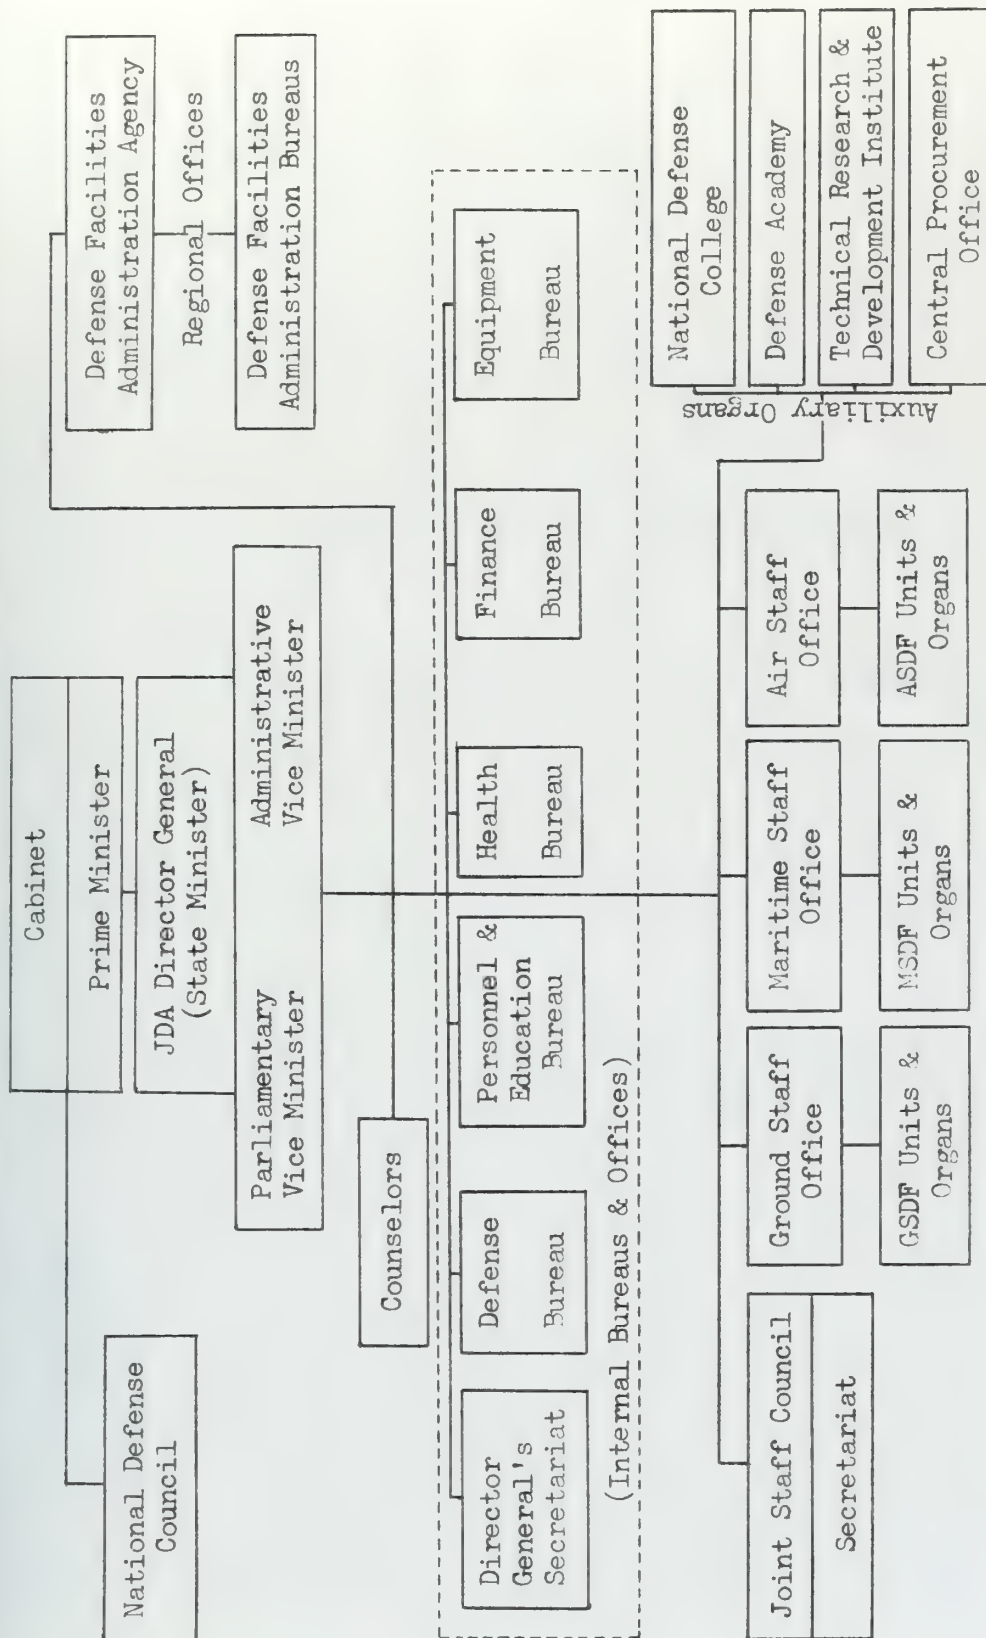 Cabinet
Prime Minister
National Defense
Council
JDA Director General
(State Minister)
Parliamentary
Vice Minister
Administrative
Vice Minister
Defense Facilities
Administration Agency
Regional Offices
Defense Facilities
Administration Bureaus
Counselors
Director
General's
Secretariat
Defense
Bureau
Personnel &
Education
Bureau
Health
Bureau
Finance
Bureau
Equipment
Bureau
(Internal Bureaus & Offices)
Joint Staff Council
Secretariat
Ground Staff
Office
GSDF Units &
Organs
Maritime Staff
Office
MSDF Units &
Organs
Air Staff
Office
ASDF Units &
Organs
Auxiliary Organs
National Defense
College
Defense Academy
Technical Research &
Development Institute
Central Procurement
Office